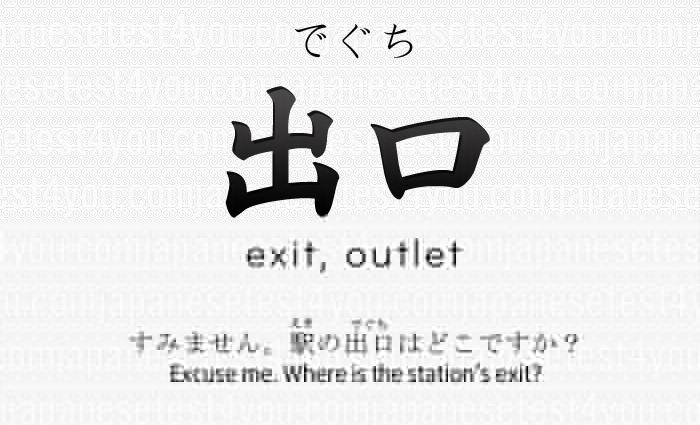 でぐち
出口
exit, outlet
えき でぐち
すみません。駅の出口はどこですか？
Excuse me. Where is the station's exit?